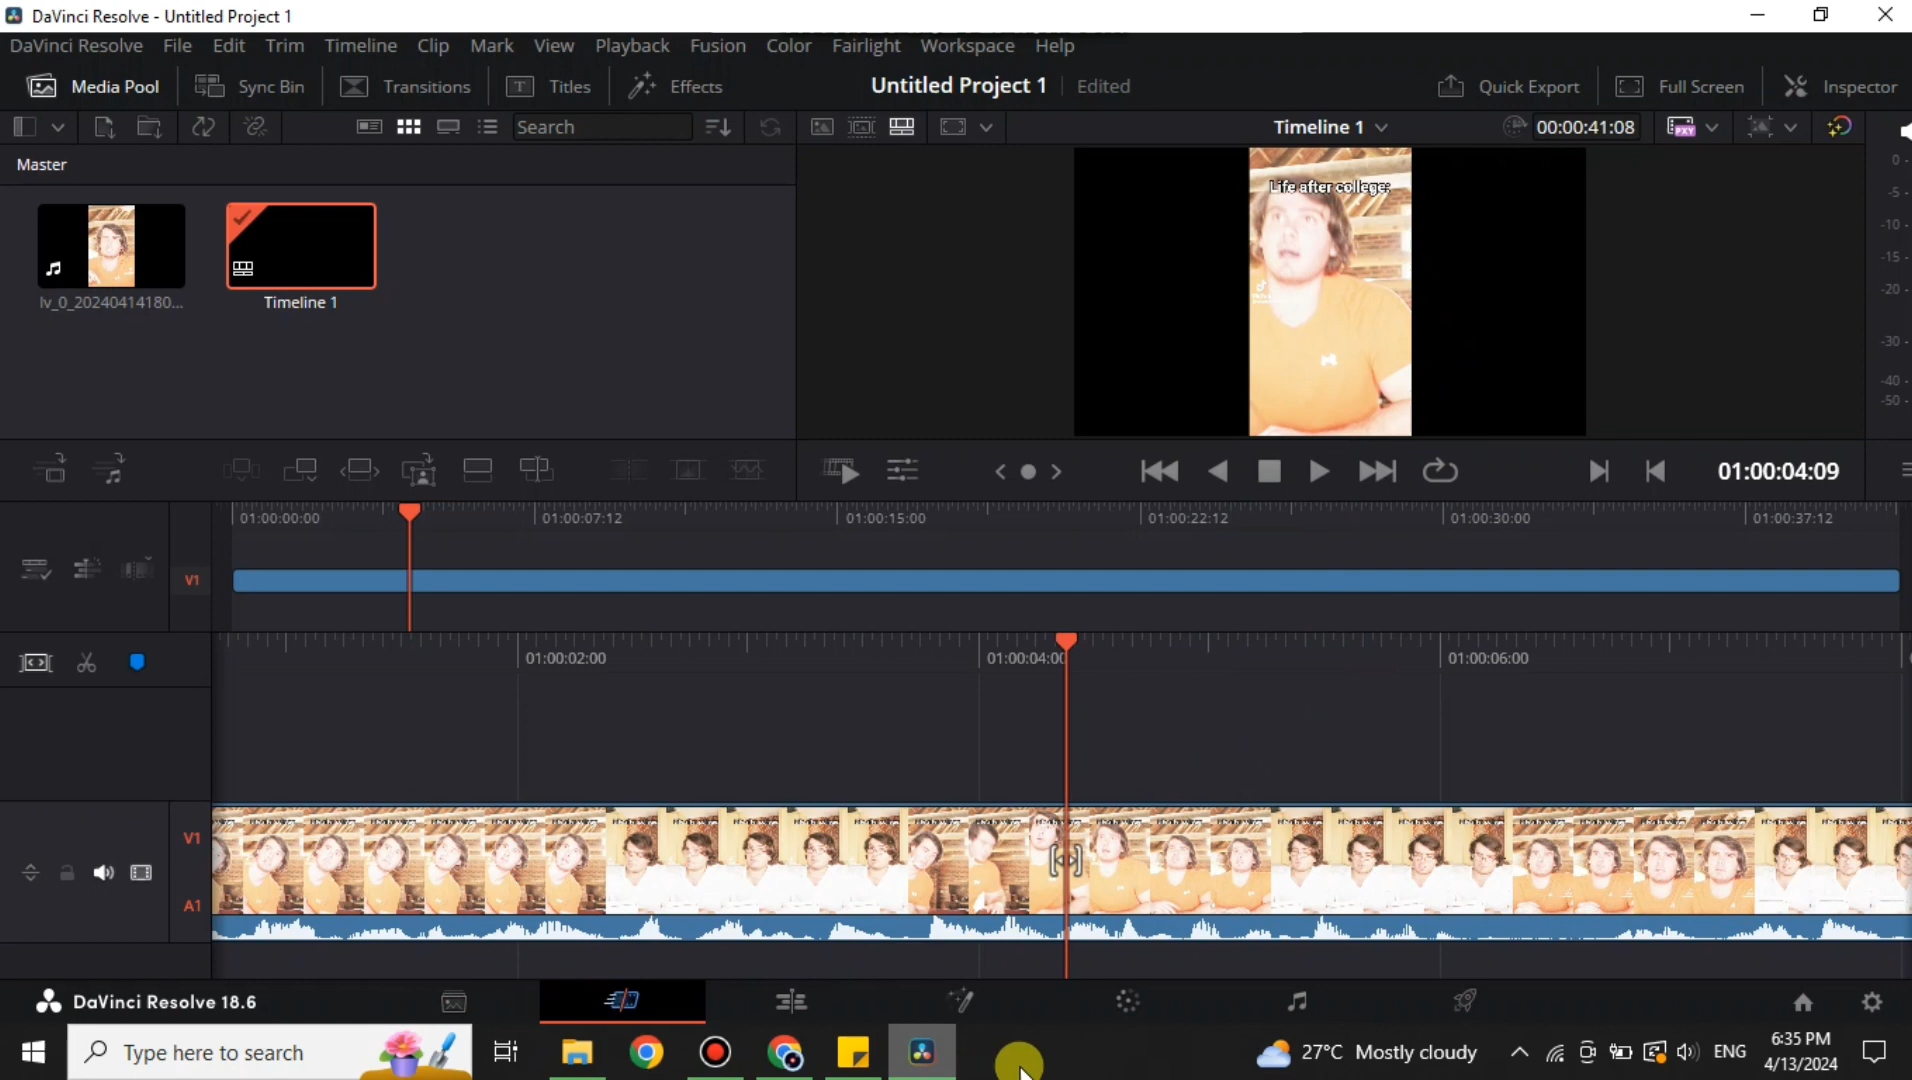 DaVinci Resolve - Untitled Project 1
DaVinci Resolve File Edit Trim Timeline Clip Mark View Playback Fusion Color Fairlight Workspace Help
Media Pool Sync Bin Transitions Titles Effects Untitled Project 1 Edited Quick Export Full Screen Inspector
Search Timeline 1 00:00:41:08 PXY
Master
0
-5
-10
-15
-20
-30
-40
-50
Life after college:
lv_0_20240414180... Timeline 1
01:00:04:09
01:00:00:00 01:00:07:12 01:00:15:00 01:00:22:12 01:00:30:00 01:00:37:12
V1
01:00:02:00 01:00:04:00 01:00:06:00
V1
A1
DaVinci Resolve 18.6
Type here to search 27°C Mostly cloudy ENG 6:35 PM
4/13/2024